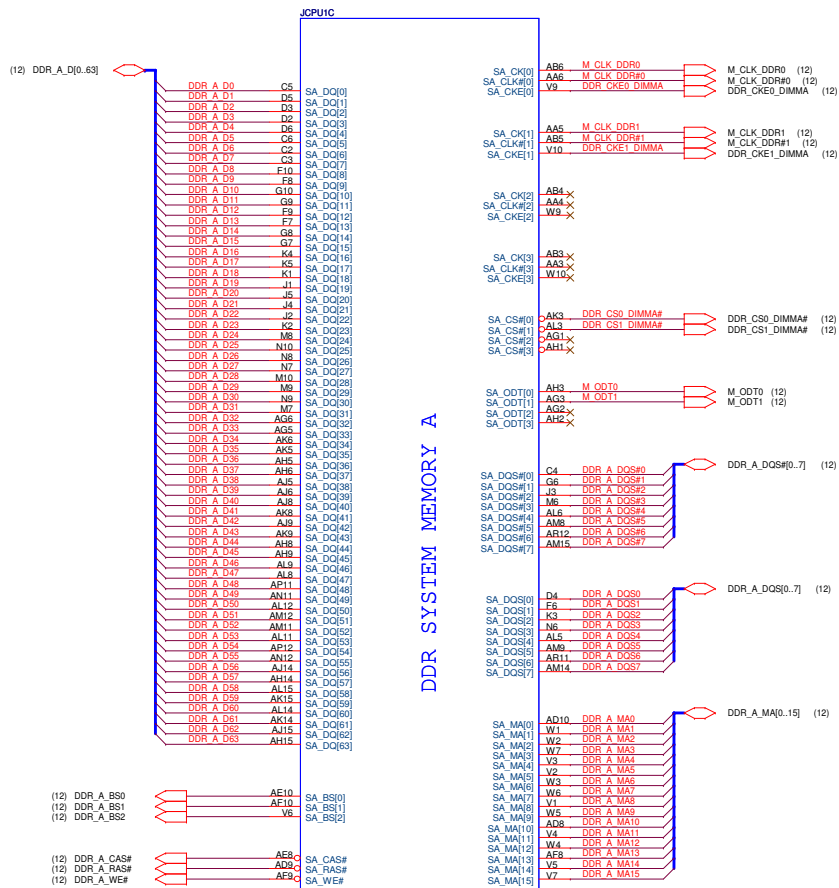 JCPU1C
(12) DDR_A_D[0..63]
DDR_A_D0 C5 SA_DQ[0]
DDR_A_D1 D5 SA_DQ[1]
DDR_A_D2 D3 SA_DQ[2]
DDR_A_D3 D2 SA_DQ[3]
DDR_A_D4 D6 SA_DQ[4]
DDR_A_D5 C6 SA_DQ[5]
DDR_A_D6 C2 SA_DQ[6]
DDR_A_D7 C3 SA_DQ[7]
DDR_A_D8 F10 SA_DQ[8]
DDR_A_D9 F8 SA_DQ[9]
DDR_A_D10 G10 SA_DQ[10]
DDR_A_D11 G9 SA_DQ[11]
DDR_A_D12 F9 SA_DQ[12]
DDR_A_D13 F7 SA_DQ[13]
DDR_A_D14 G8 SA_DQ[14]
DDR_A_D15 G7 SA_DQ[15]
DDR_A_D16 K4 SA_DQ[16]
DDR_A_D17 K5 SA_DQ[17]
DDR_A_D18 K1 SA_DQ[18]
DDR_A_D19 J1 SA_DQ[19]
DDR_A_D20 J5 SA_DQ[20]
DDR_A_D21 J4 SA_DQ[21]
DDR_A_D22 J2 SA_DQ[22]
DDR_A_D23 K2 SA_DQ[23]
DDR_A_D24 M8 SA_DQ[24]
DDR_A_D25 N10 SA_DQ[25]
DDR_A_D26 N8 SA_DQ[26]
DDR_A_D27 N7 SA_DQ[27]
DDR_A_D28 M10 SA_DQ[28]
DDR_A_D29 M9 SA_DQ[29]
DDR_A_D30 N9 SA_DQ[30]
DDR_A_D31 M7 SA_DQ[31]
DDR_A_D32 AG6 SA_DQ[32]
DDR_A_D33 AG5 SA_DQ[33]
DDR_A_D34 AK6 SA_DQ[34]
DDR_A_D35 AK5 SA_DQ[35]
DDR_A_D36 AH5 SA_DQ[36]
DDR_A_D37 AH6 SA_DQ[37]
DDR_A_D38 AJ5 SA_DQ[38]
DDR_A_D39 AJ6 SA_DQ[39]
DDR_A_D40 AJ8 SA_DQ[40]
DDR_A_D41 AK8 SA_DQ[41]
DDR_A_D42 AJ9 SA_DQ[42]
DDR_A_D43 AK9 SA_DQ[43]
DDR_A_D44 AH8 SA_DQ[44]
DDR_A_D45 AH9 SA_DQ[45]
DDR_A_D46 AL9 SA_DQ[46]
DDR_A_D47 AL8 SA_DQ[47]
DDR_A_D48 AP11 SA_DQ[48]
DDR_A_D49 AN11 SA_DQ[49]
DDR_A_D50 AL12 SA_DQ[50]
DDR_A_D51 AM12 SA_DQ[51]
DDR_A_D52 AM11 SA_DQ[52]
DDR_A_D53 AL11 SA_DQ[53]
DDR_A_D54 AP12 SA_DQ[54]
DDR_A_D55 AN12 SA_DQ[55]
DDR_A_D56 AJ14 SA_DQ[56]
DDR_A_D57 AH14 SA_DQ[57]
DDR_A_D58 AL15 SA_DQ[58]
DDR_A_D59 AK15 SA_DQ[59]
DDR_A_D60 AL14 SA_DQ[60]
DDR_A_D61 AK14 SA_DQ[61]
DDR_A_D62 AJ15 SA_DQ[62]
DDR_A_D63 AH15 SA_DQ[63]
(12) DDR_A_BS0 AE10 SA_BS[0]
(12) DDR_A_BS1 AF10 SA_BS[1]
(12) DDR_A_BS2 V6 SA_BS[2]
(12) DDR_A_CAS# AE8 SA_CAS#
(12) DDR_A_RAS# AD9 SA_RAS#
(12) DDR_A_WE# AF9 SA_WE#
DDR SYSTEM MEMORY A
SA_CK[0] AB6 M_CLK_DDR0 M_CLK_DDR0 (12)
SA_CLK#[0] AA6 M_CLK_DDR#0 M_CLK_DDR#0 (12)
SA_CKE[0] V9 DDR_CKE0_DIMMA DDR_CKE0_DIMMA (12)
SA_CK[1] AA5 M_CLK_DDR1 M_CLK_DDR1 (12)
SA_CLK#[1] AB5 M_CLK_DDR#1 M_CLK_DDR#1 (12)
SA_CKE[1] V10 DDR_CKE1_DIMMA DDR_CKE1_DIMMA (12)
SA_CK[2] AB4
SA_CLK#[2] AA4
SA_CKE[2] W9
SA_CK[3] AB3
SA_CLK#[3] AA3
SA_CKE[3] W10
SA_CS#[0] AK3 DDR_CS0_DIMMA# DDR_CS0_DIMMA# (12)
SA_CS#[1] AL3 DDR_CS1_DIMMA# DDR_CS1_DIMMA# (12)
SA_CS#[2] AG1
SA_CS#[3] AH1
SA_ODT[0] AH3 M_ODT0 M_ODT0 (12)
SA_ODT[1] AG3 M_ODT1 M_ODT1 (12)
SA_ODT[2] AG2
SA_ODT[3] AH2
DDR_A_DQS#[0..7] (12)
SA_DQS#[0] C4 DDR_A_DQS#0
SA_DQS#[1] G6 DDR_A_DQS#1
SA_DQS#[2] J3 DDR_A_DQS#2
SA_DQS#[3] M6 DDR_A_DQS#3
SA_DQS#[4] AL6 DDR_A_DQS#4
SA_DQS#[5] AM8 DDR_A_DQS#5
SA_DQS#[6] AR12 DDR_A_DQS#6
SA_DQS#[7] AM15 DDR_A_DQS#7
DDR_A_DQS[0..7] (12)
SA_DQS[0] D4 DDR_A_DQS0
SA_DQS[1] F6 DDR_A_DQS1
SA_DQS[2] K3 DDR_A_DQS2
SA_DQS[3] N6 DDR_A_DQS3
SA_DQS[4] AL5 DDR_A_DQS4
SA_DQS[5] AM9 DDR_A_DQS5
SA_DQS[6] AR11 DDR_A_DQS6
SA_DQS[7] AM14 DDR_A_DQS7
DDR_A_MA[0..15] (12)
SA_MA[0] AD10 DDR_A_MA0
SA_MA[1] W1 DDR_A_MA1
SA_MA[2] W2 DDR_A_MA2
SA_MA[3] W7 DDR_A_MA3
SA_MA[4] V3 DDR_A_MA4
SA_MA[5] V2 DDR_A_MA5
SA_MA[6] W3 DDR_A_MA6
SA_MA[7] W6 DDR_A_MA7
SA_MA[8] V1 DDR_A_MA8
SA_MA[9] W5 DDR_A_MA9
SA_MA[10] AD8 DDR_A_MA10
SA_MA[11] V4 DDR_A_MA11
SA_MA[12] W4 DDR_A_MA12
SA_MA[13] AF8 DDR_A_MA13
SA_MA[14] V5 DDR_A_MA14
SA_MA[15] V7 DDR_A_MA15